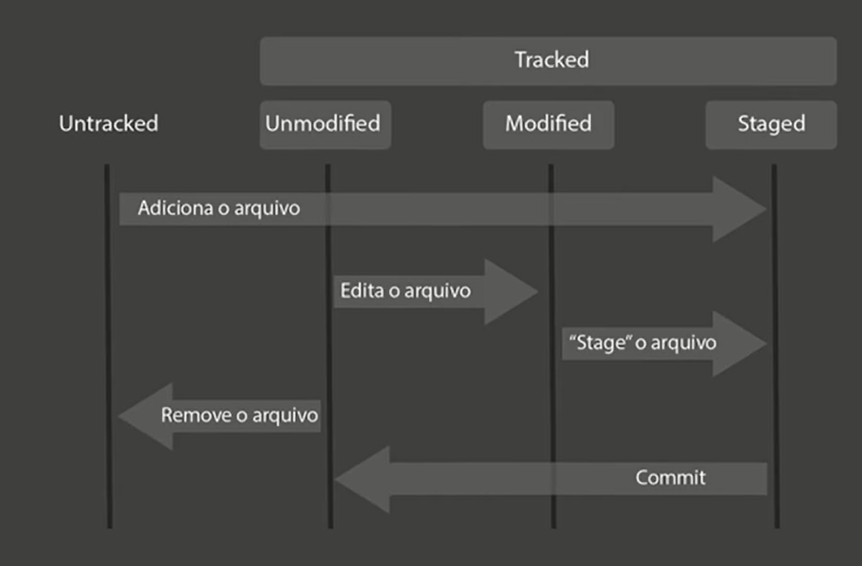 Tracked
Untracked
Unmodified
Modified
Staged
Adiciona o arquivo
Edita o arquivo
“Stage” o arquivo
Remove o arquivo
Commit